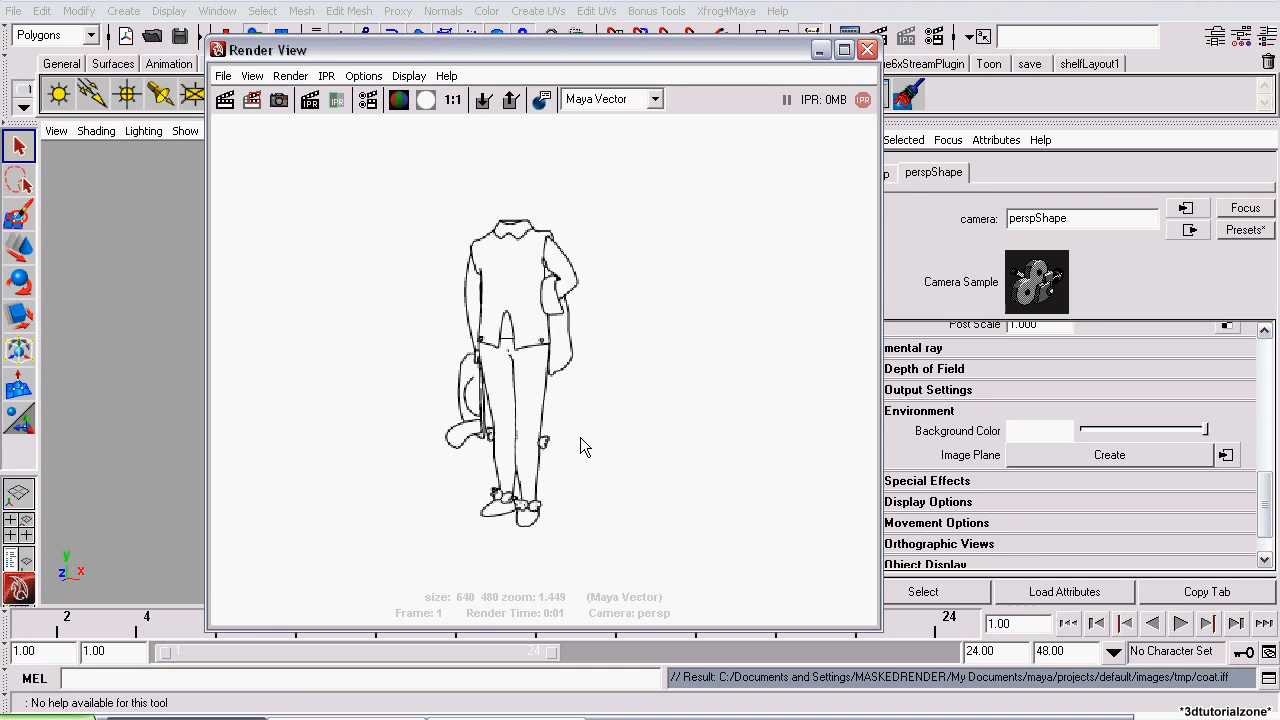 File Edit Modify Create Display Window Select Mesh Edit Mesh Proxy Normals Color Create UVs Edit UVs Bonus Tools Xfrog4Maya Help
Polygons
Render View
General Surfaces Animation
e6xStreamPlugin Toon save shelfLayout1
File View Render IPR Options Display Help
1:1 Maya Vector IPR: 0MB IPR
View Shading Lighting Show
Selected Focus Attributes Help
perspShape
camera: perspShape Focus
Presets*
Camera Sample
Post Scale 1.000
mental ray
Depth of Field
Output Settings
Environment
Background Color
Image Plane Create
Special Effects
Display Options
Movement Options
Orthographic Views
Object Display
y
z x
size: 640 480 zoom: 1.449 (Maya Vector)
Frame: 1 Render Time: 0:01 Camera: persp
Select Load Attributes Copy Tab
2 4 24 1.00
1.00 1.00 1 24 24.00 48.00 No Character Set
MEL // Result: C:/Documents and Settings/MASKEDRENDER/My Documents/maya/projects/default/images/tmp/coat.iff
: No help available for this tool
*3dtutorialzone*